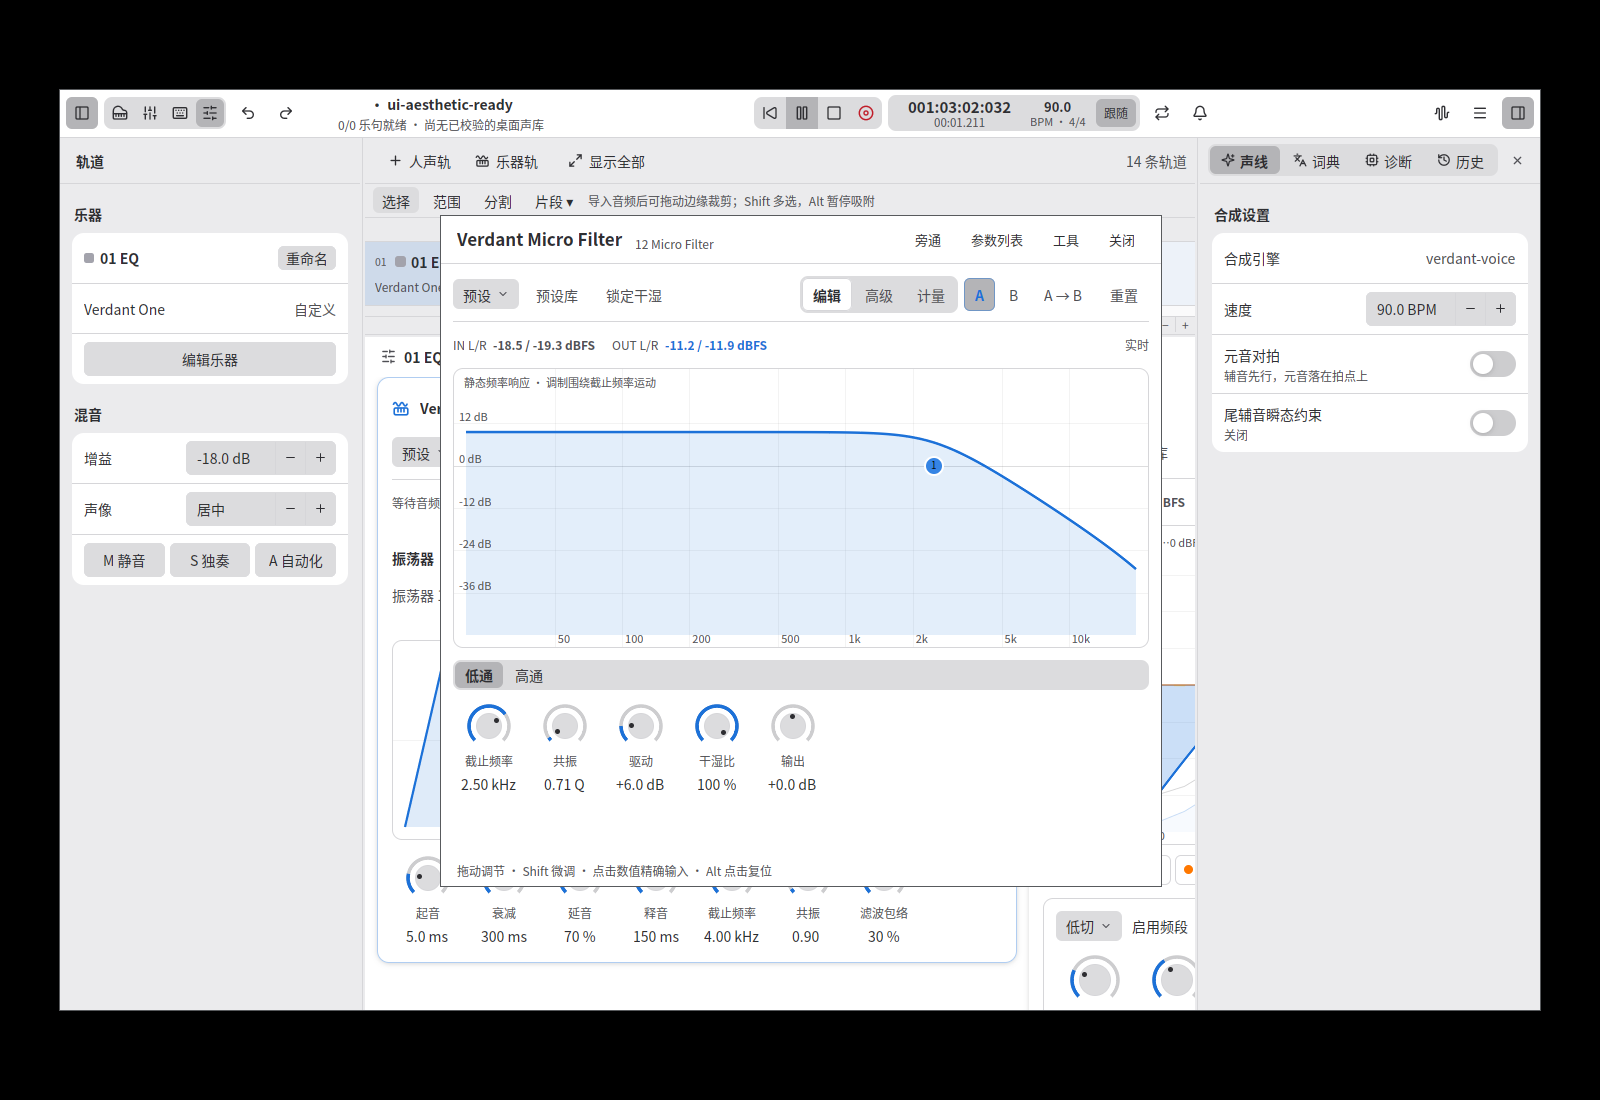 · ui-aesthetic-ready
0/0 乐句就绪 · 尚无已校验的桌面声库
001:03:02:032
00:01.211
90.0
BPM · 4/4
跟随
轨道
人声轨
乐器轨
显示全部
14 条轨道
声线
词典
诊断
历史
选择
范围
分割
片段 ▾
导入音频后可拖动边缘裁剪；Shift 多选，Alt 暂停吸附
乐器
01 EQ
重命名
Verdant One
自定义
编辑乐器
混音
增益
-18.0 dB
声像
居中
M 静音
S 独奏
A 自动化
01
01 E
Verdant One
01 EQ
Ver
预设
等待音频
振荡器
振荡器
Verdant Micro Filter
12 Micro Filter
旁通
参数列表
工具
关闭
预设
预设库
锁定干湿
编辑
高级
计量
A
B
A→B
重置
IN L/R -18.5 / -19.3 dBFS
OUT L/R -11.2 / -11.9 dBFS
实时
静态频率响应 · 调制围绕截止频率运动
12 dB
0 dB
-12 dB
-24 dB
-36 dB
1
50
100
200
500
1k
2k
5k
10k
低通
高通
截止频率
共振
驱动
干湿比
输出
2.50 kHz
0.71 Q
+6.0 dB
100 %
+0.0 dB
拖动调节 · Shift 微调 · 点击数值精确输入 · Alt 点击复位
起音
衰减
延音
释音
截止频率
共振
滤波包络
5.0 ms
300 ms
70 %
150 ms
4.00 kHz
0.90
30 %
BFS
0 dBF
低切
启用频段
合成设置
合成引擎
verdant-voice
速度
90.0 BPM
元音对拍
辅音先行，元音落在拍点上
尾辅音瞬态约束
关闭